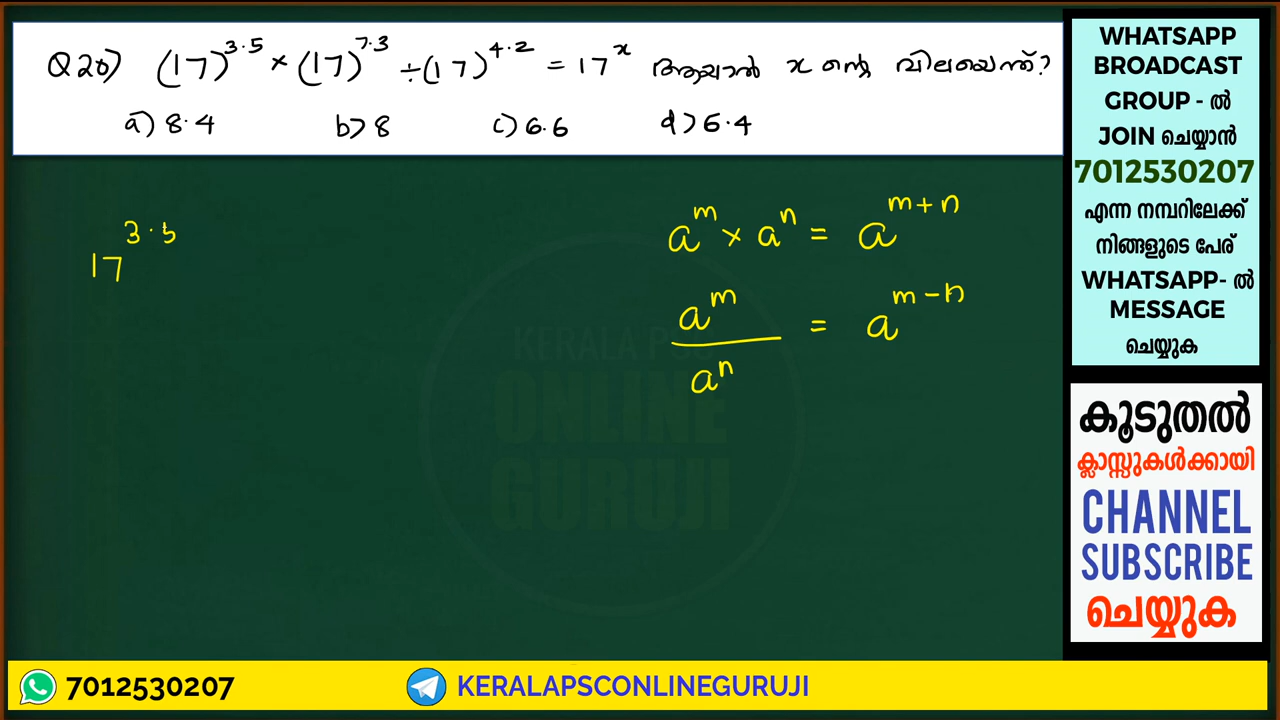 Q20) (17)^3.5 × (17)^7.3 ÷ (17)^4.2 = 17^x ആയാൽ x ന്റെ വിലയെന്ത്?
a) 8.4 b) 8 c) 6.6 d) 6.4
17^3.5
a^m × a^n = a^m+n
a^m / a^n = a^m-n
KERALA PSC
ONLINE
GURUJI
WHATSAPP
BROADCAST
GROUP - ൽ
JOIN ചെയ്യാൻ
7012530207
എന്ന നമ്പറിലേക്ക്
നിങ്ങളുടെ പേര്
WHATSAPP- ൽ
MESSAGE
ചെയ്യുക
കൂടുതൽ
ക്ലാസ്സുകൾക്കായി
CHANNEL
SUBSCRIBE
ചെയ്യുക
7012530207 KERALAPSCONLINEGURUJI